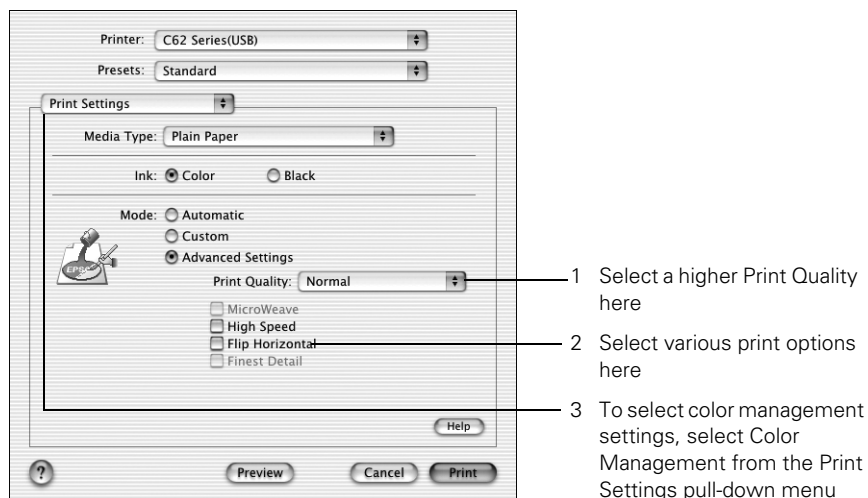 Printer: C62 Series(USB)
Presets: Standard
Print Settings
Media Type: Plain Paper
Ink: Color Black
Mode: Automatic
Custom
Advanced Settings
EPSO
Print Quality: Normal
MicroWeave
High Speed
Flip Horizontal
Finest Detail
Help
? Preview Cancel Print
1 Select a higher Print Quality
here
2 Select various print options
here
3 To select color management
settings, select Color
Management from the Print
Settings pull-down menu